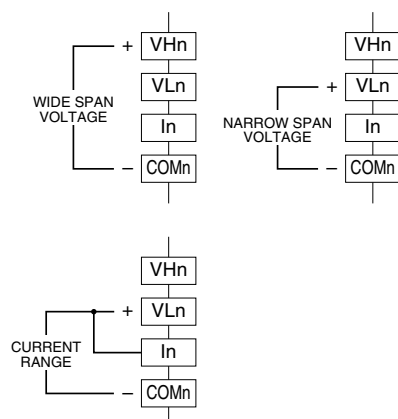 + VHn
VLn
WIDE SPAN
VOLTAGE
In
− COMn
VHn
+ VLn
In
NARROW SPAN
VOLTAGE
− COMn
VHn
+ VLn
In
CURRENT
RANGE
− COMn